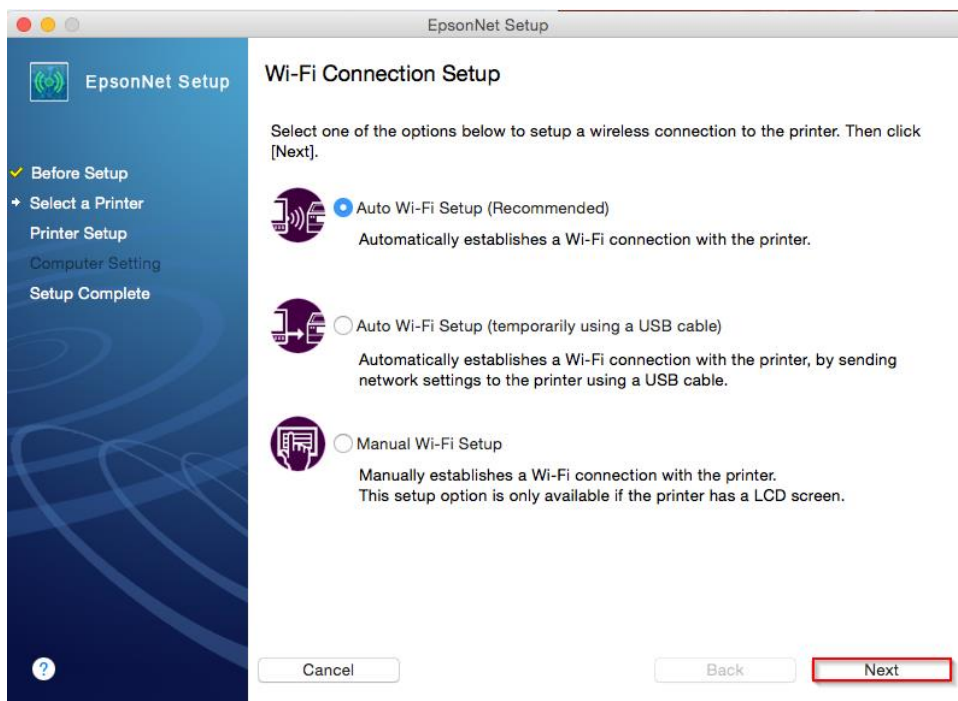 EpsonNet Setup
EpsonNet Setup
Before Setup
Select a Printer
Printer Setup
Computer Setting
Setup Complete
Wi-Fi Connection Setup
Select one of the options below to setup a wireless connection to the printer. Then click
[Next].
Auto Wi-Fi Setup (Recommended)
Automatically establishes a Wi-Fi connection with the printer.
Auto Wi-Fi Setup (temporarily using a USB cable)
Automatically establishes a Wi-Fi connection with the printer, by sending
network settings to the printer using a USB cable.
Manual Wi-Fi Setup
Manually establishes a Wi-Fi connection with the printer.
This setup option is only available if the printer has a LCD screen.
?
Cancel
Back
Next